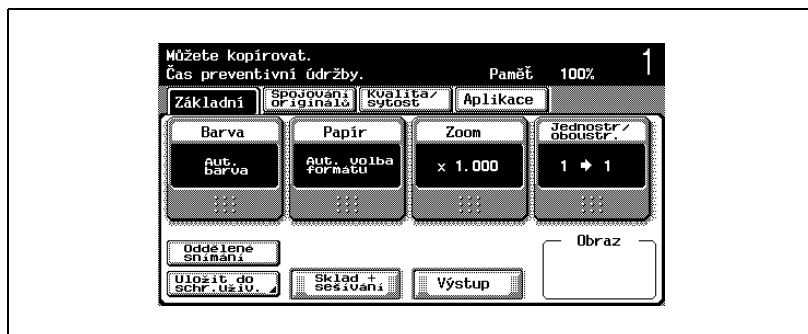 Můžete kopírovat.
1
Čas preventivní údržby. Paměť 100%
Základní Spojování originálů Kvalita/ sytost Aplikace
Barva Papír Zoom Jednostr/ oboustr.
Aut. barva Aut. volba formátu × 1.000 1 → 1
Oddělené snímání
Obraz
Uložit do schr.uživ. Sklad + sešívání Výstup